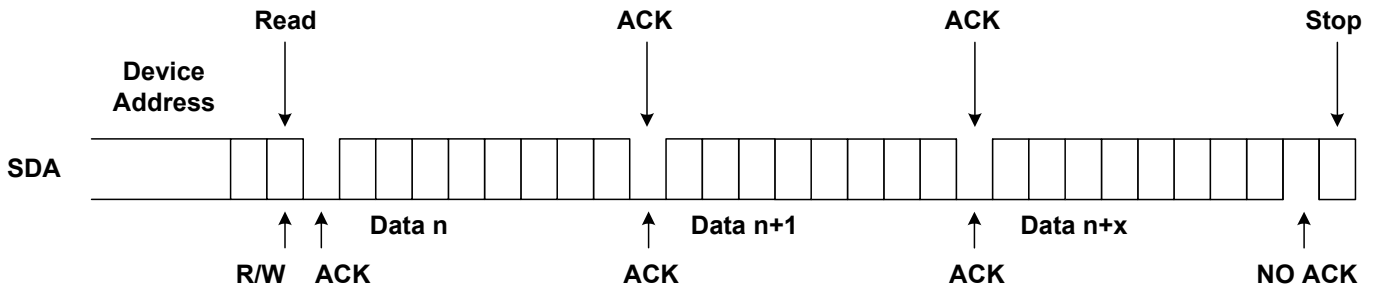 Read ACK ACK Stop
Device
Address
SDA
Data n Data n+1 Data n+x
R/W ACK ACK ACK NO ACK